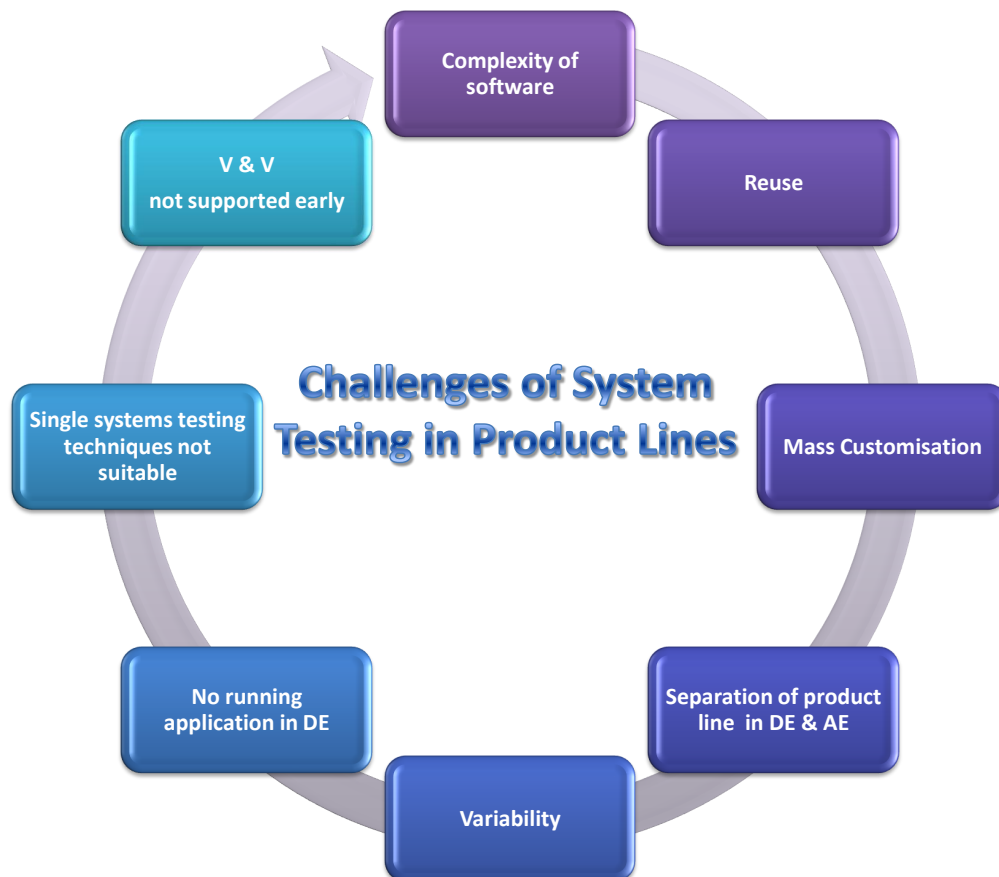 Complexity of
software
Reuse
Mass Customisation
Separation of product
line in DE & AE
Variability
No running
application in DE
Single systems testing
techniques not
suitable
V & V
not supported early
Challenges of System
Testing in Product Lines